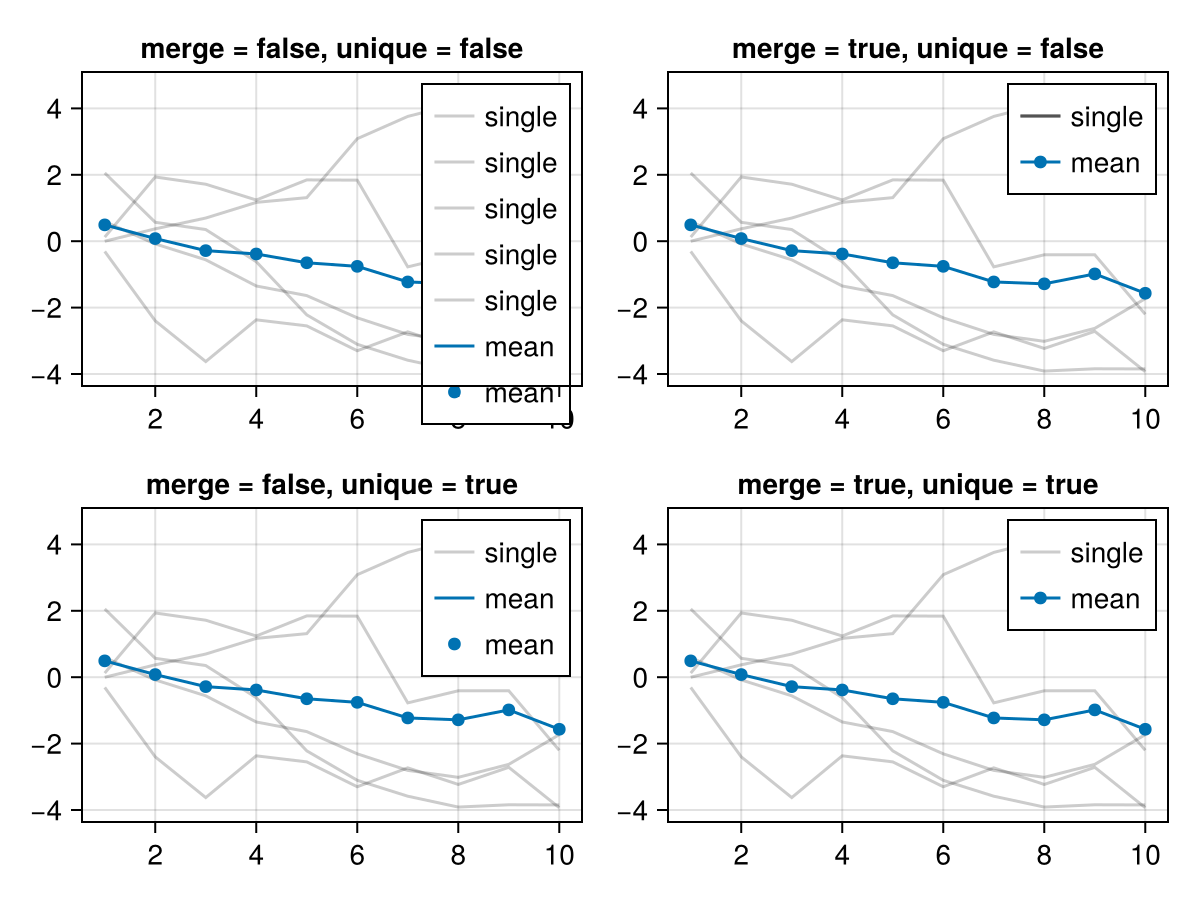 merge = false, unique = false
4
2
0
−2
−4
2
4
6
8
10
single
single
single
single
single
mean
mean
merge = true, unique = false
4
2
0
−2
−4
2
4
6
8
10
single
mean
merge = false, unique = true
4
2
0
−2
−4
2
4
6
8
10
single
mean
mean
merge = true, unique = true
4
2
0
−2
−4
2
4
6
8
10
single
mean